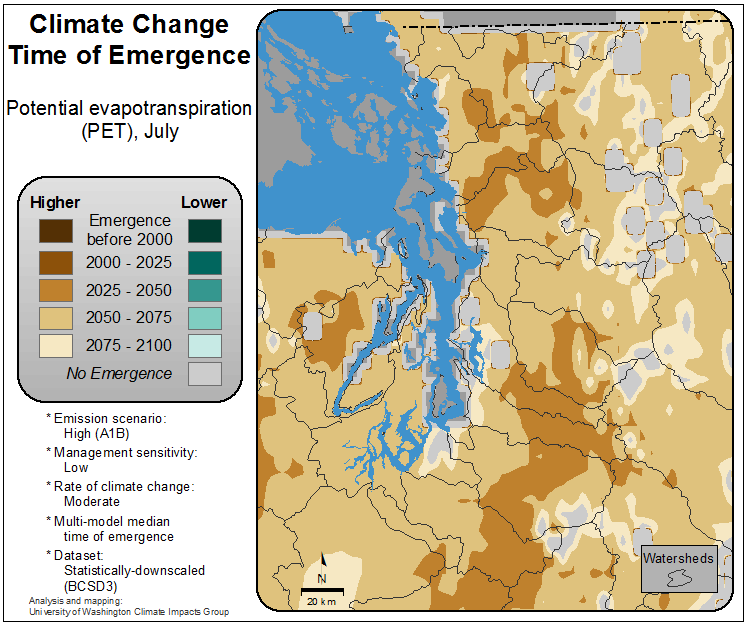 Climate Change
Time of Emergence
Potential evapotranspiration
(PET), July
Higher
Lower
Emergence
before 2000
2000 - 2025
2025 - 2050
2050 - 2075
2075 - 2100
No Emergence
* Emission scenario:
High (A1B)
* Management sensitivity:
Low
* Rate of climate change:
Moderate
* Multi-model median
time of emergence
* Dataset:
Statistically-downscaled
(BCSD3)
Analysis and mapping:
University of Washington Climate Impacts Group
N
20 km
Watersheds